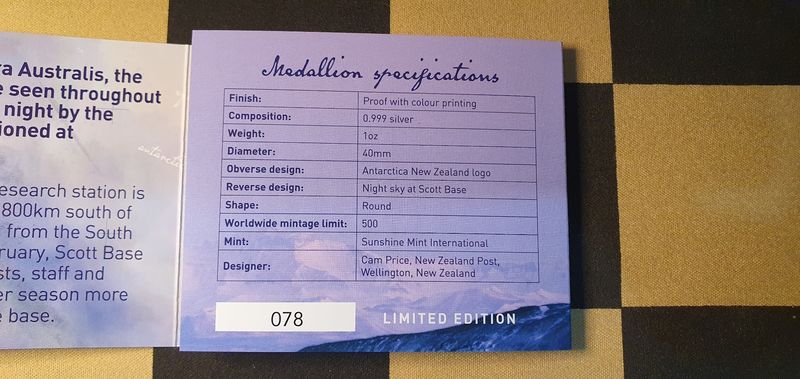 ra Australis, the
e seen throughout
night by the
ioned at
antarctic
esearch station is
800km south of
from the South
ruary, Scott Base
sts, staff and
er season more
e base.
Medallion specifications
Finish: Proof with colour printing
Composition: 0.999 silver
Weight: 1oz
Diameter: 40mm
Obverse design: Antarctica New Zealand logo
Reverse design: Night sky at Scott Base
Shape: Round
Worldwide mintage limit: 500
Mint: Sunshine Mint International
Designer: Cam Price, New Zealand Post,
Wellington, New Zealand
078 LIMITED EDITION